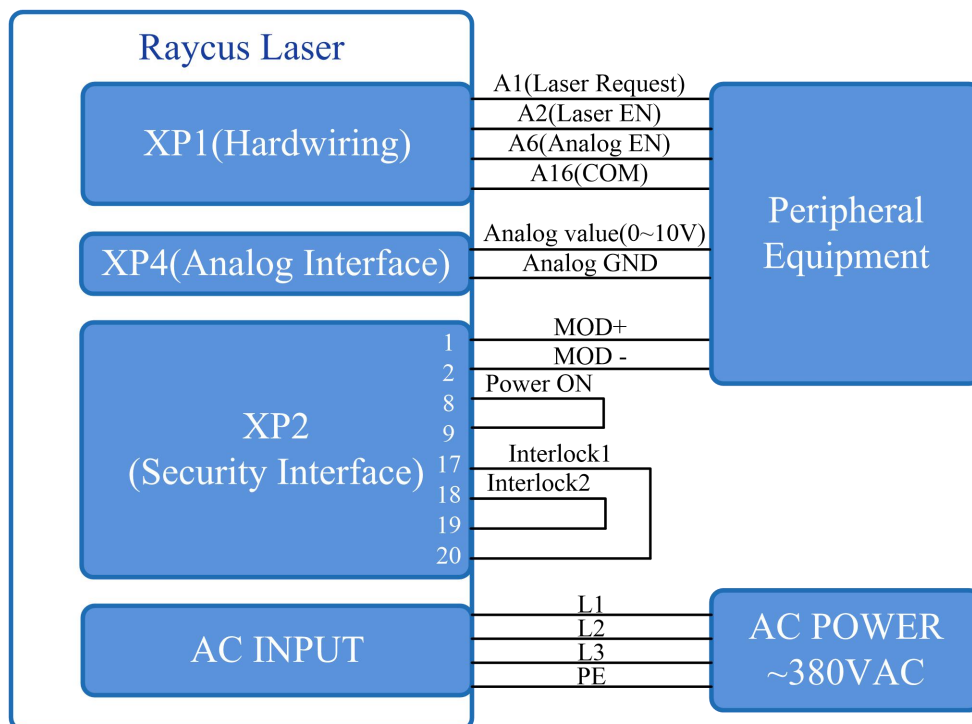 Raycus Laser
XP1(Hardwiring)
A1(Laser Request)
A2(Laser EN)
A6(Analog EN)
A16(COM)
Peripheral
Equipment
XP4(Analog Interface)
Analog value(0~10V)
Analog GND
XP2
(Security Interface)
1
2
8
9
17
18
19
20
MOD+
MOD -
Power ON
Interlock1
Interlock2
AC INPUT
L1
L2
L3
PE
AC POWER
~380VAC